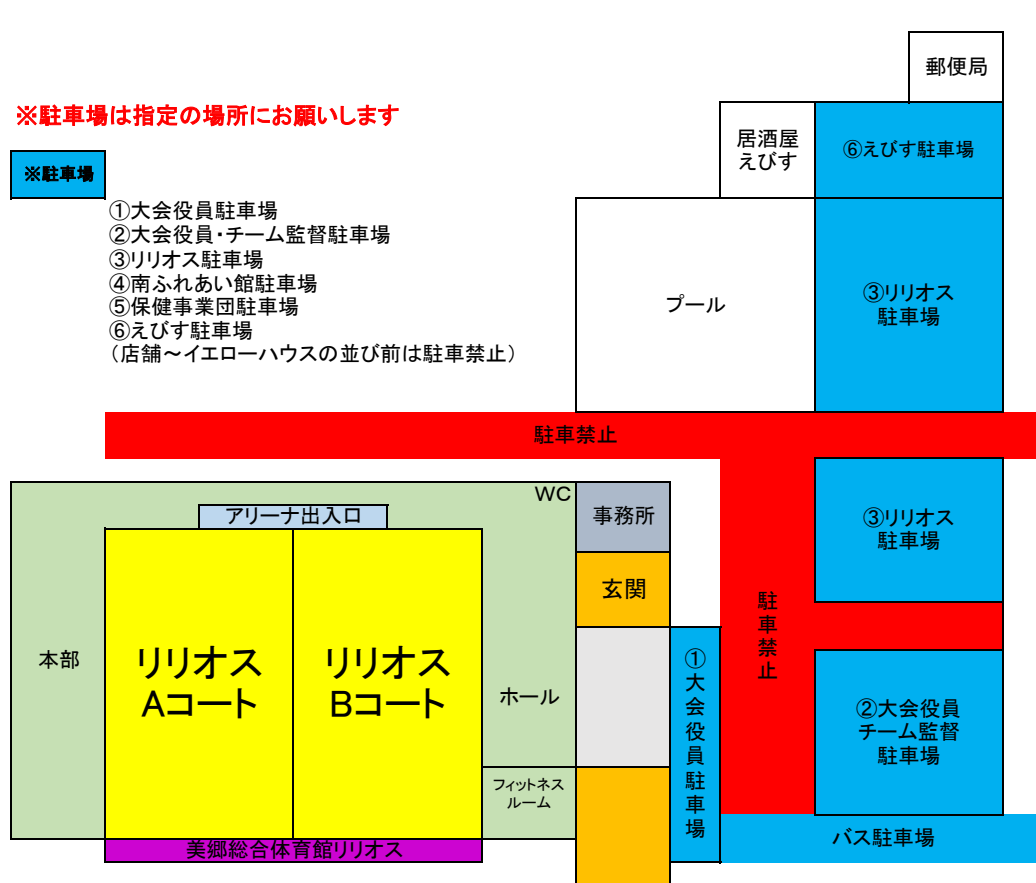 郵便局
※駐車場は指定の場所にお願いします
居酒屋
えびす
⑥えびす駐車場
※駐車場
①大会役員駐車場
②大会役員・チーム監督駐車場
③リリオス駐車場
④南ふれあい館駐車場
⑤保健事業団駐車場
⑥えびす駐車場
（店舗～イエローハウスの並び前は駐車禁止）
プール
③リリオス
駐車場
駐車禁止
WC
アリーナ出入口
事務所
③リリオス
駐車場
玄関
駐車禁止
本部
リリオス
Aコート
リリオス
Bコート
ホール
①大会役員駐車場
②大会役員
チーム監督
駐車場
フィットネス
ルーム
バス駐車場
美郷総合体育館リリオス